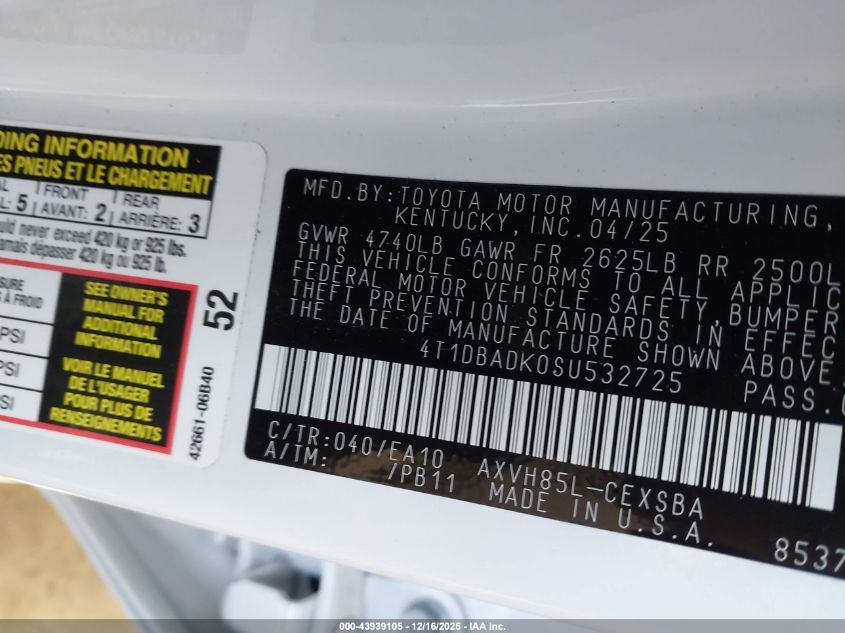 DING INFORMATION
ES PNEUS ET LE CHARGEMENT
AL : 5 FRONT AVANT: 2 REAR ARRIÈRE: 3
ould never exceed 420 kg or 925 lbs.
jamais dépasser 420 kg ou 925 lb.
SURE
S À FROID
PSI
PSI
SEE OWNER'S
MANUAL FOR
ADDITIONAL
INFORMATION
VOIR LE MANUEL
DE L'USAGER
POUR PLUS DE
RENSEIGNEMENTS
52
42661-06B40
MFD.BY:TOYOTA MOTOR MANUFACTURING,
KENTUCKY,INC.04/25
GVWR 4740LB GAWR FR 2625LB RR 2500L
THIS VEHICLE CONFORMS TO ALL APPLIC
FEDERAL MOTOR VEHICLE SAFETY,BUMPER
THEFT PREVENTION STANDARDS IN EFFEC
THE DATE OF MANUFACTURE SHOWN ABOVE.
4T1DBADK0SU532725 PASS.
C/TR:040/EA10 AXVH85L-CEXSBA
A/TM: /PB11 MADE IN U.S.A.
8537
000-43939105 - 12/16/2025 - IAA Inc.